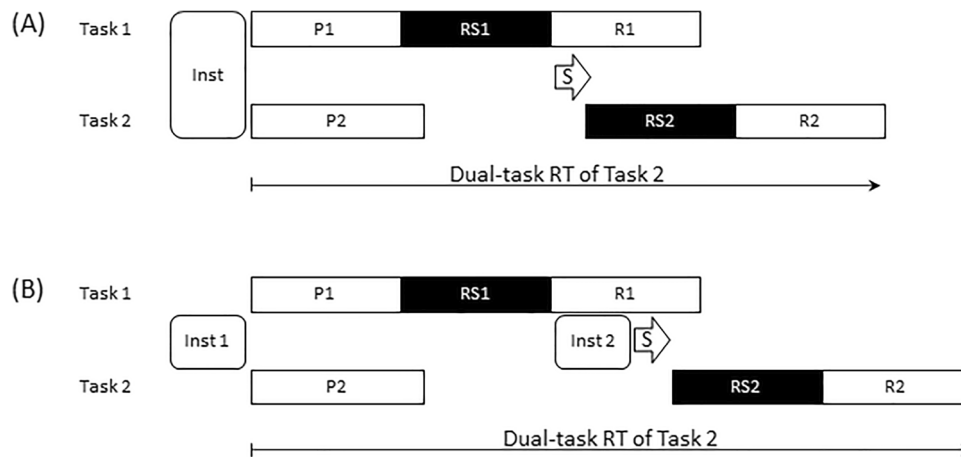 (A)
Task 1
P1
RS1
R1
Inst
S
Task 2
P2
RS2
R2
Dual-task RT of Task 2
(B)
Task 1
P1
RS1
R1
Inst 1
Inst 2
S
Task 2
P2
RS2
R2
Dual-task RT of Task 2